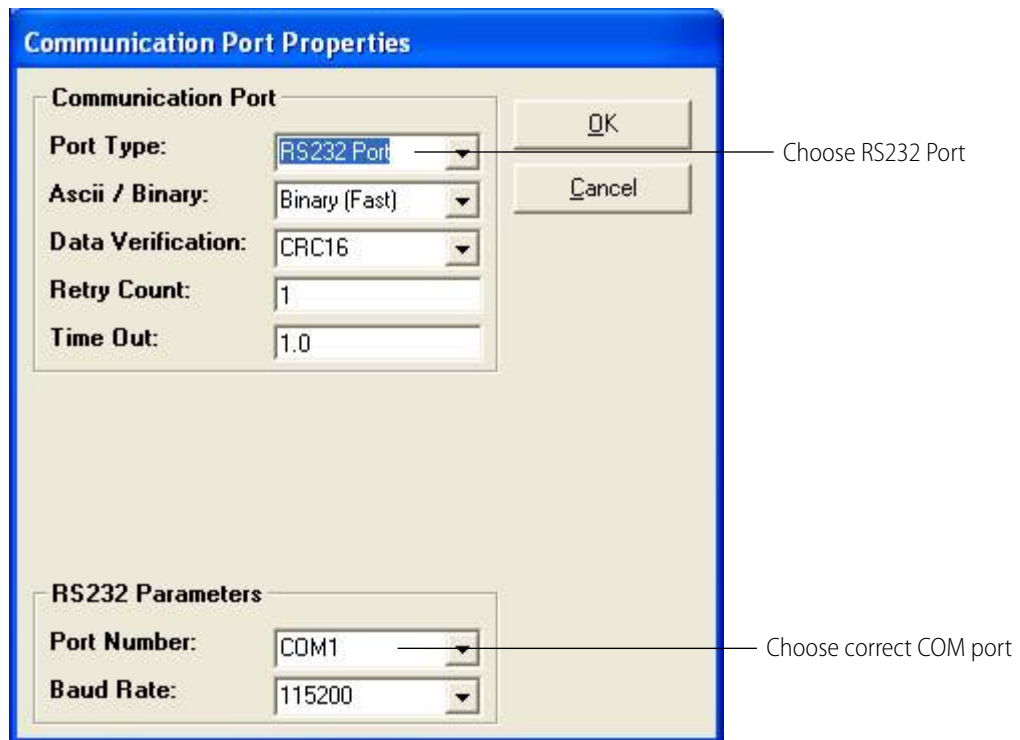 Communication Port Properties
Communication Port
Port Type:
RS232 Port
Ascii / Binary:
Binary (Fast)
Data Verification:
CRC16
Retry Count:
1
Time Out:
1.0
OK
Cancel
Choose RS232 Port
RS232 Parameters
Port Number:
COM1
Choose correct COM port
Baud Rate:
115200